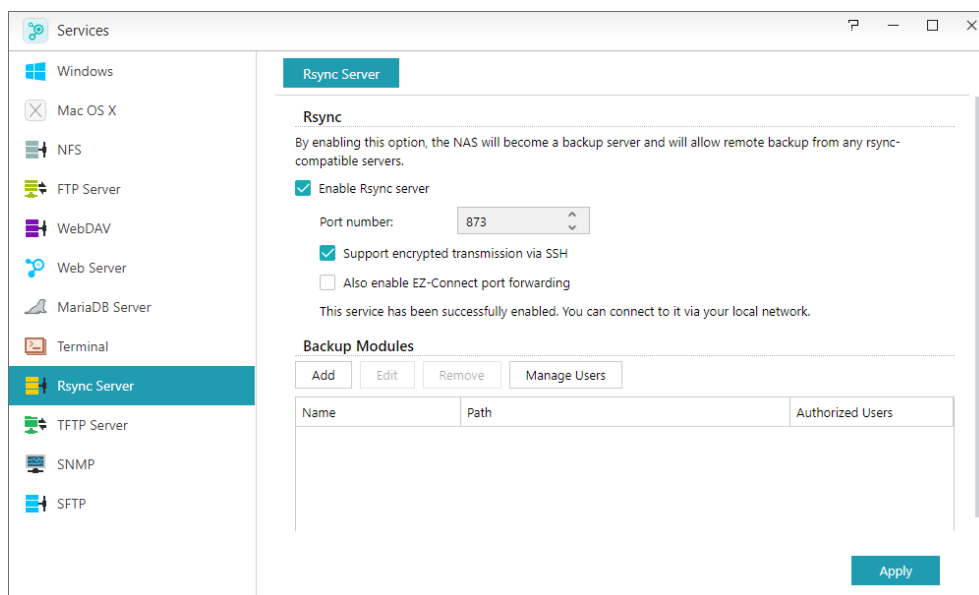 Services
Windows
Mac OS X
NFS
FTP Server
WebDAV
Web Server
MariaDB Server
Terminal
Rsync Server
TFTP Server
SNMP
SFTP
Rsync Server
Rsync
By enabling this option, the NAS will become a backup server and will allow remote backup from any rsync-
compatible servers.
Enable Rsync server
Port number: 873
Support encrypted transmission via SSH
Also enable EZ-Connect port forwarding
This service has been successfully enabled. You can connect to it via your local network.
Backup Modules
Add Edit Remove Manage Users
Name Path Authorized Users
Apply